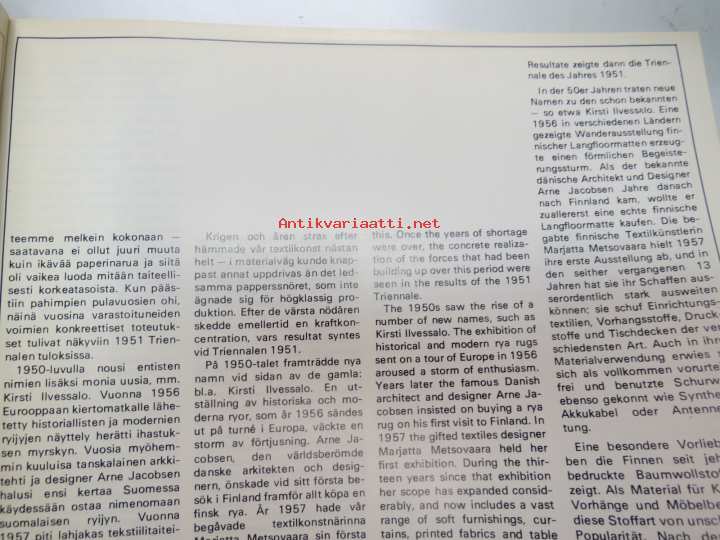 teemme melkein kokonaan —
saatavana ei ollut juuri muuta
kuin ikävää paperinarua ja siitä
oli vaikea luoda mitään taiteelli-
sesti korkeatasoista. Kun pääs-
tiin pahimpien pulavuosien ohi,
näinä vuosina varastoituneiden
voimien konkreettiset toteutuk-
set tulivat näkyviin 1951 Trien-
nalen tuloksissa.
1950-luvulla nousi entisten
nimien lisäksi monia uusia, mm.
Kirsti Ilvessalo. Vuonna 1956
Eurooppaan kiertomatkalle lähe-
tetty historiallisten ja modernien
ryijyjen näyttely herätti ihastuk-
sen myrskyn. Vuosia myöhem-
min kuuluisa tanskalainen arkki-
tehti ja designer Arne Jacobsen
halusi ensi kertaa Suomessa
käydessään ostaa nimenomaan
suomalaisen ryijyn. Vuonna
1957 piti lahjakas tekstiilitaitei-
Krigen och åren strax efter
hämmade vår textilkonst nästan
helt — i materialväg kunde knap-
past annat uppdrivas än det led-
samma papperssnöret, som inte
ägnade sig för högklassig pro-
duktion. Efter de värsta nödåren
skedde emellertid en kraftkon-
centration, vars resultat syntes
vid Triennalen 1951.
På 1950-talet framträdde nya
namn vid sidan av de gamla:
bl.a. Kirsti Ilvessalo. En ut-
ställning av historiska och mo-
derna ryor, som år 1956 sändes
ut på turné i Europa, väckte en
storm av förtjusning. Arne Ja-
cobsen, den världsberömde
danske arkitekten och desig-
nern, önskade vid sitt första be-
sök i Finland framför allt köpa en
finsk rya. År 1957 hade vår
begåvade textilkonstnärinna
Marjatta Metsovaara sin första
this. Once the years of shortage
were over, the concrete realiza-
tion of the forces that had been
building up over this period were
seen in the results of the 1951
Triennale.
The 1950s saw the rise of a
number of new names, such as
Kirsti Ilvessalo. The exhibition of
historical and modern rya rugs
sent on a tour of Europe in 1956
aroused a storm of enthusiasm.
Years later the famous Danish
architect and designer Arne Ja-
cobsen insisted on buying a rya
rug on his first visit to Finland. In
1957 the gifted textiles designer
Marjatta Metsovaara held her
first exhibition. During the thir-
teen years since that exhibition
her scope has expanded consid-
erably, and now includes a vast
range of soft furnishings, cur-
tains, printed fabrics and table
Resultate zeigte dann die Trien-
nale des Jahres 1951.
In der 50er Jahren traten neue
Namen zu den schon bekannten
— so etwa Kirsti Ilvessalo. Eine
1956 in verschiedenen Ländern
gezeigte Wanderausstellung fin-
nischer Langfloormatten erzeug-
te einen förmlichen Begeiste-
rungssturm. Als der bekannte
dänische Architekt und Designer
Arne Jacobsen Jahre danach
nach Finnland kam, wollte er
zuallererst eine echte finnische
Langfloormatte kaufen. Die be-
gabte finnische Textilkünstlerin
Marjatta Metsovaara hielt 1957
ihre erste Ausstellung ab, und in
den seither vergangenen 13
Jahren hat sie ihr Schaffen aus-
serordentlich stark ausweiten
können; sie schuf Einrichtungs-
textilien, Vorhangstoffe, Druck-
stoffe und Tischdecken der ver-
schiedensten Art. Auch in ihre
Materialverwendung erwies
sich als vollkommen vorurte
frei und benutzte Schurw
ebenso gekonnt wie Synthe
Akkukabel oder Antenne
tung.
Eine besondere Vorlieb
ben die Finnen seit jeh
bedruckte Baumwollstof
zeigt. Als Material für K
Vorhänge und Möbelbe
diese Stoffart von unsch
Popularität. Nach dem
Antikvariaatti.net